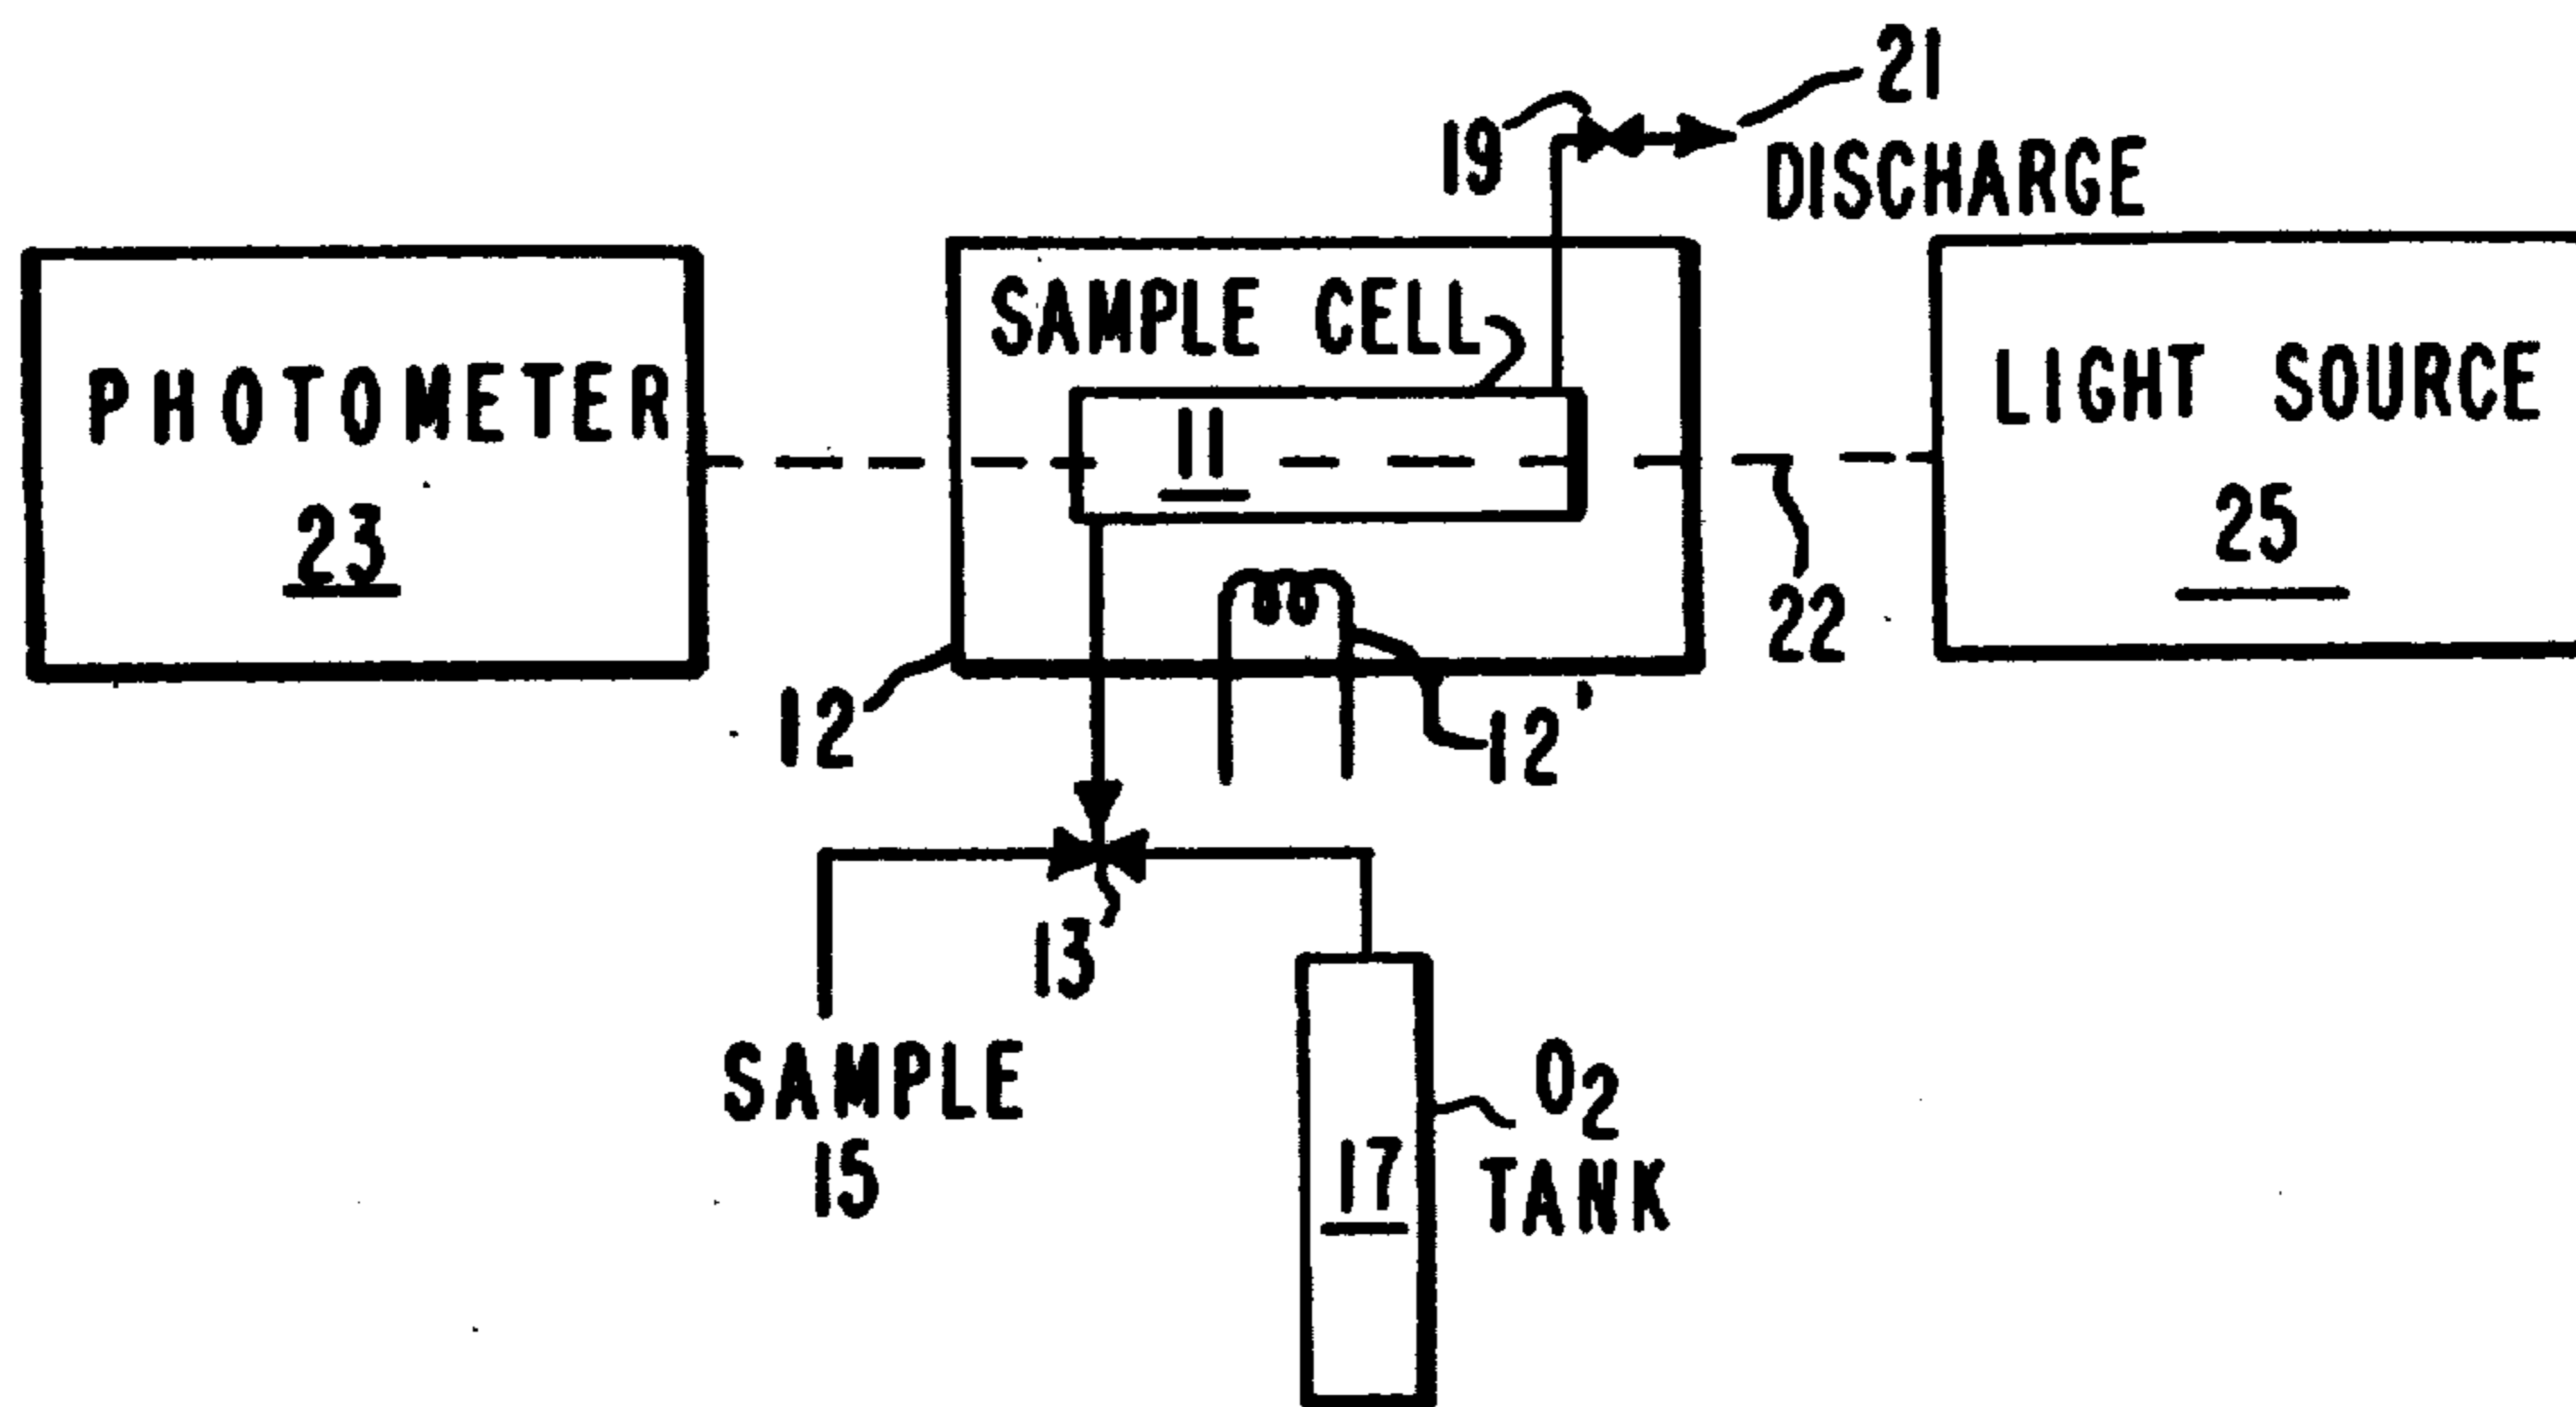 21
19
DISCHARGE
SAMPLE CELL
PHOTOMETER
23
11
LIGHT SOURCE
25
22
12
12'
13
SAMPLE
15
O2
TANK
17